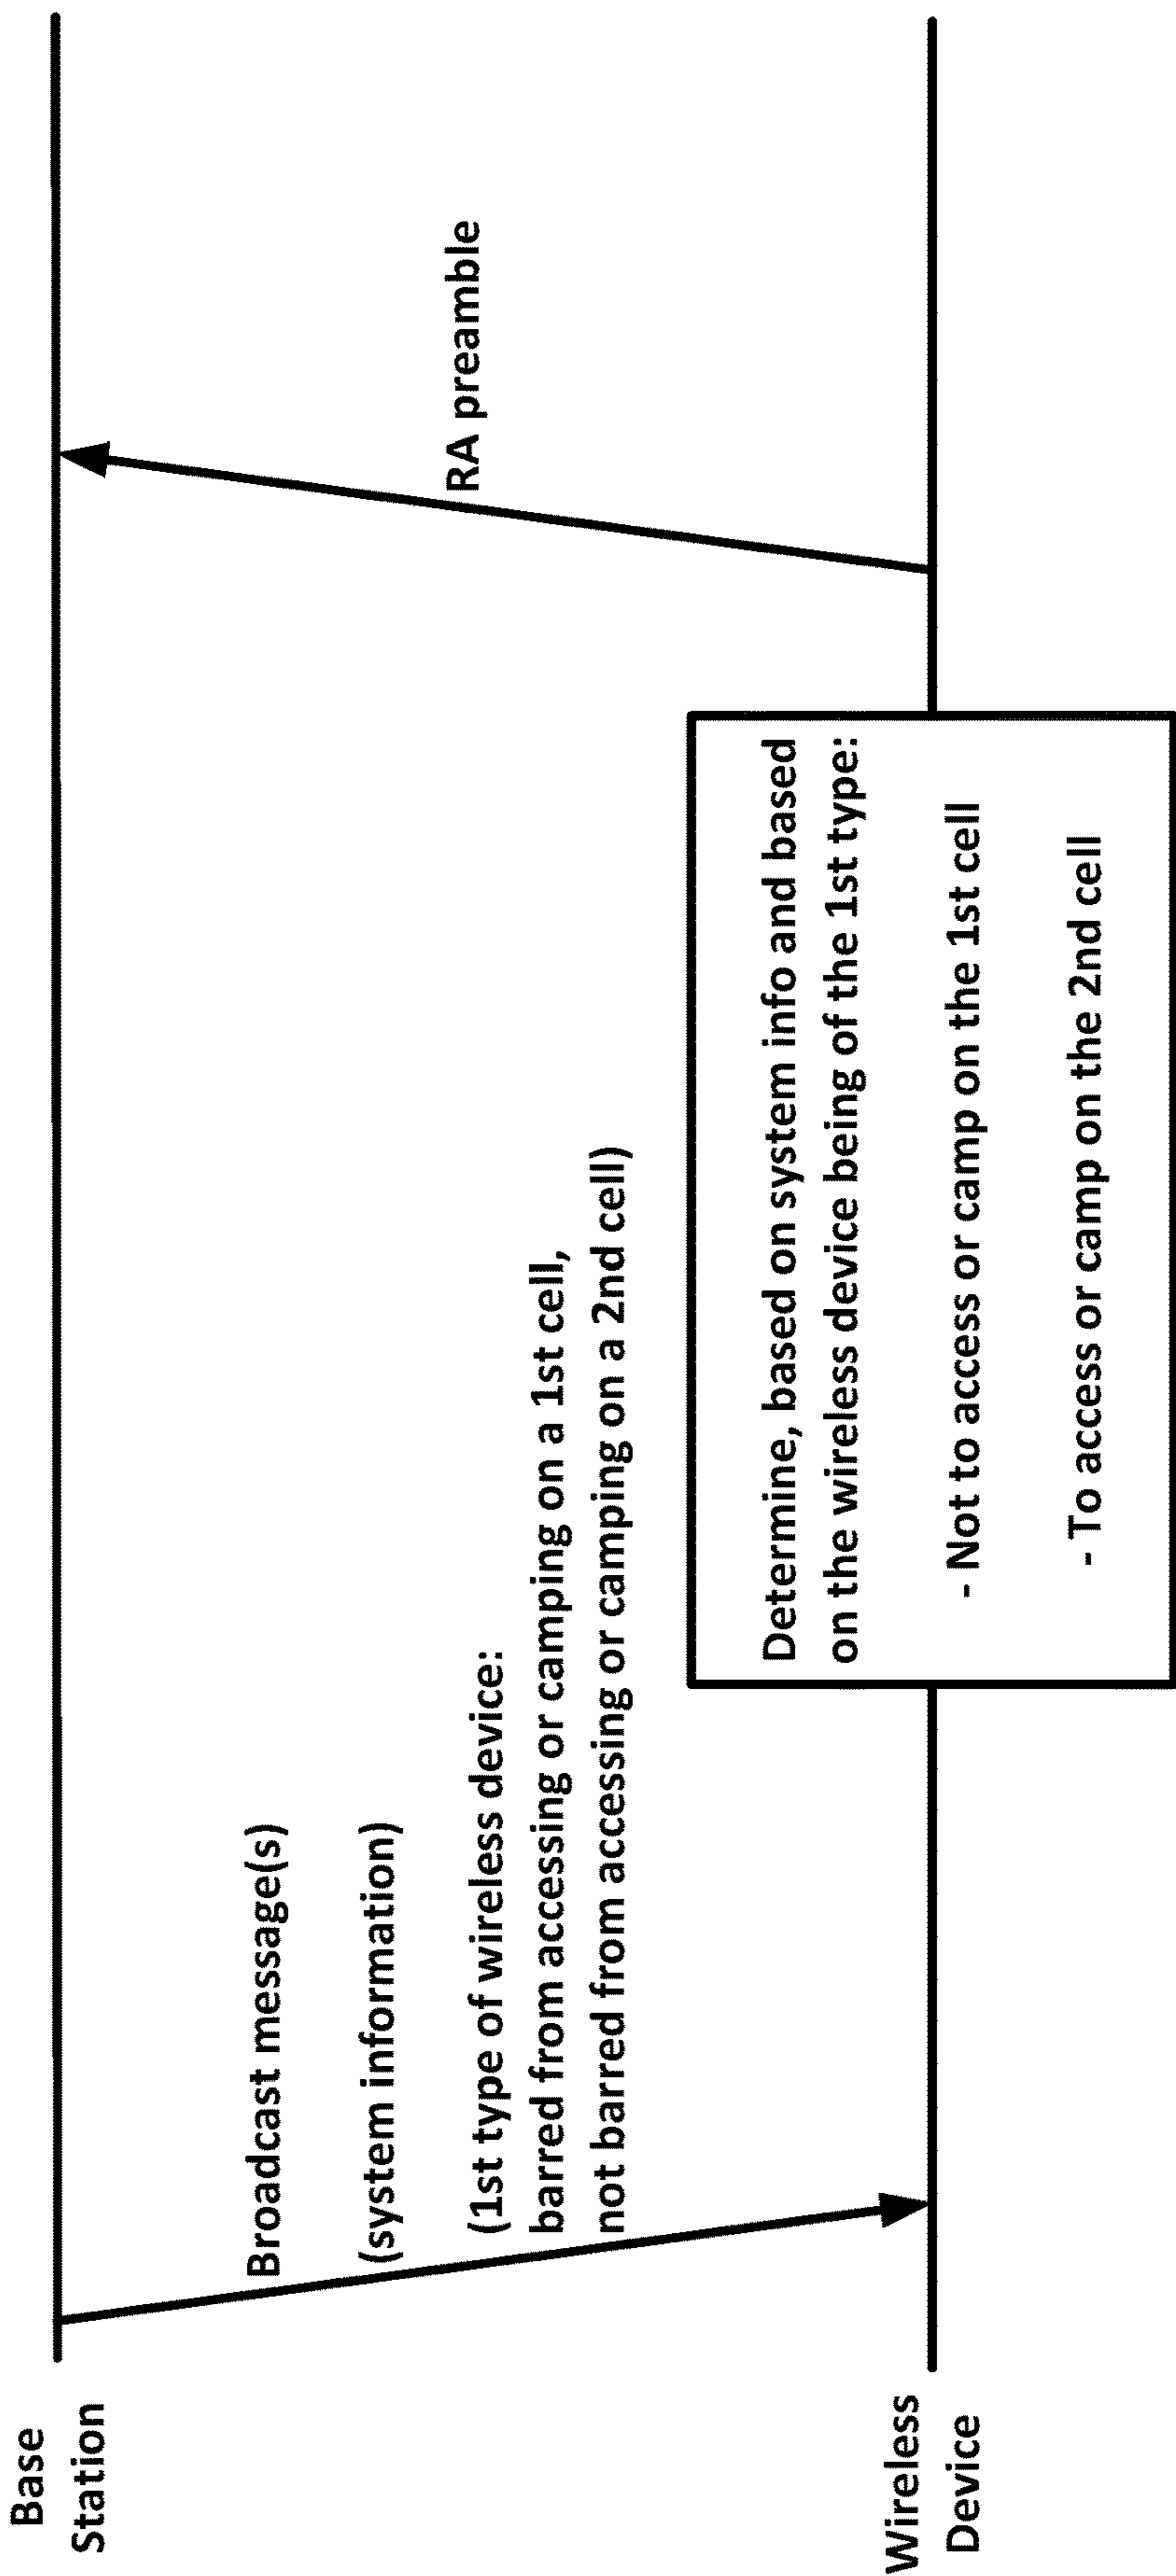 Base
Station
Broadcast message(s)
(system information)
(1st type of wireless device:
barred from accessing or camping on a 1st cell,
not barred from accessing or camping on a 2nd cell)
RA preamble
Determine, based on system info and based
on the wireless device being of the 1st type:
- Not to access or camp on the 1st cell
- To access or camp on the 2nd cell
Wireless
Device